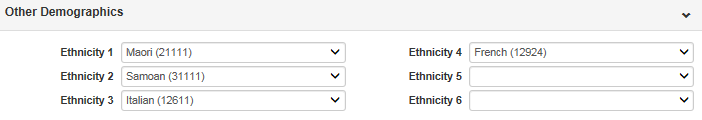 Other Demographics
Ethnicity 1 Maori (21111) Ethnicity 4 French (12924)
Ethnicity 2 Samoan (31111) Ethnicity 5
Ethnicity 3 Italian (12611) Ethnicity 6